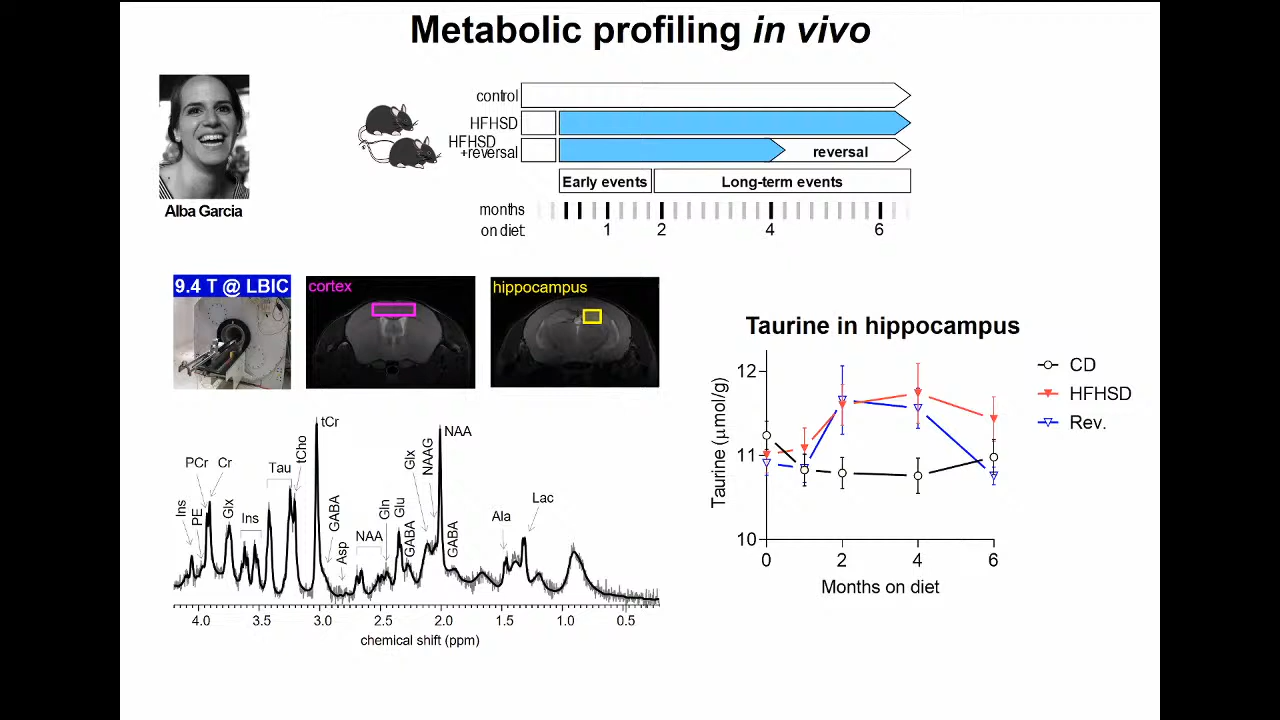 Metabolic profiling in vivo
Alba Garcia
control
HFHSD
HFHSD
+reversal
reversal
Early events
Long-term events
months
on diet:
1
2
4
6
9.4 T @ LBIC
cortex
hippocampus
Ins
PE
PCr
Cr
Glx
Ins
Tau
tCho
tCr
GABA
Asp
NAA
Gln
Glu
GABA
Glx
NAAG
NAA
GABA
Ala
Lac
4.0
3.5
3.0
2.5
2.0
1.5
1.0
0.5
chemical shift (ppm)
Taurine in hippocampus
Taurine (μmol/g)
12
11
10
0
2
4
6
Months on diet
CD
HFHSD
Rev.